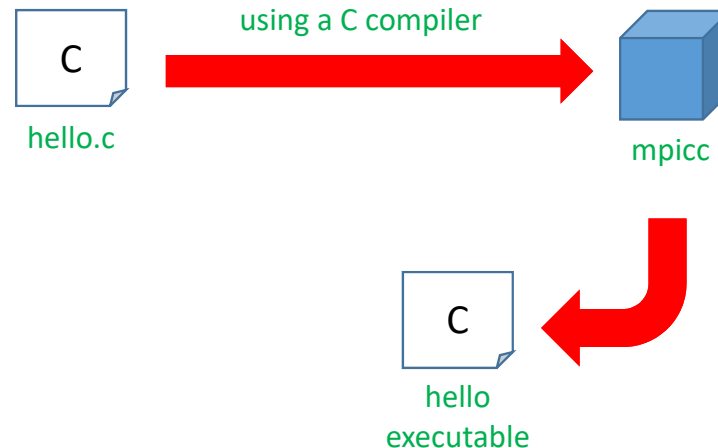 using a C compiler
C
hello.c
mpicc
C
hello
executable